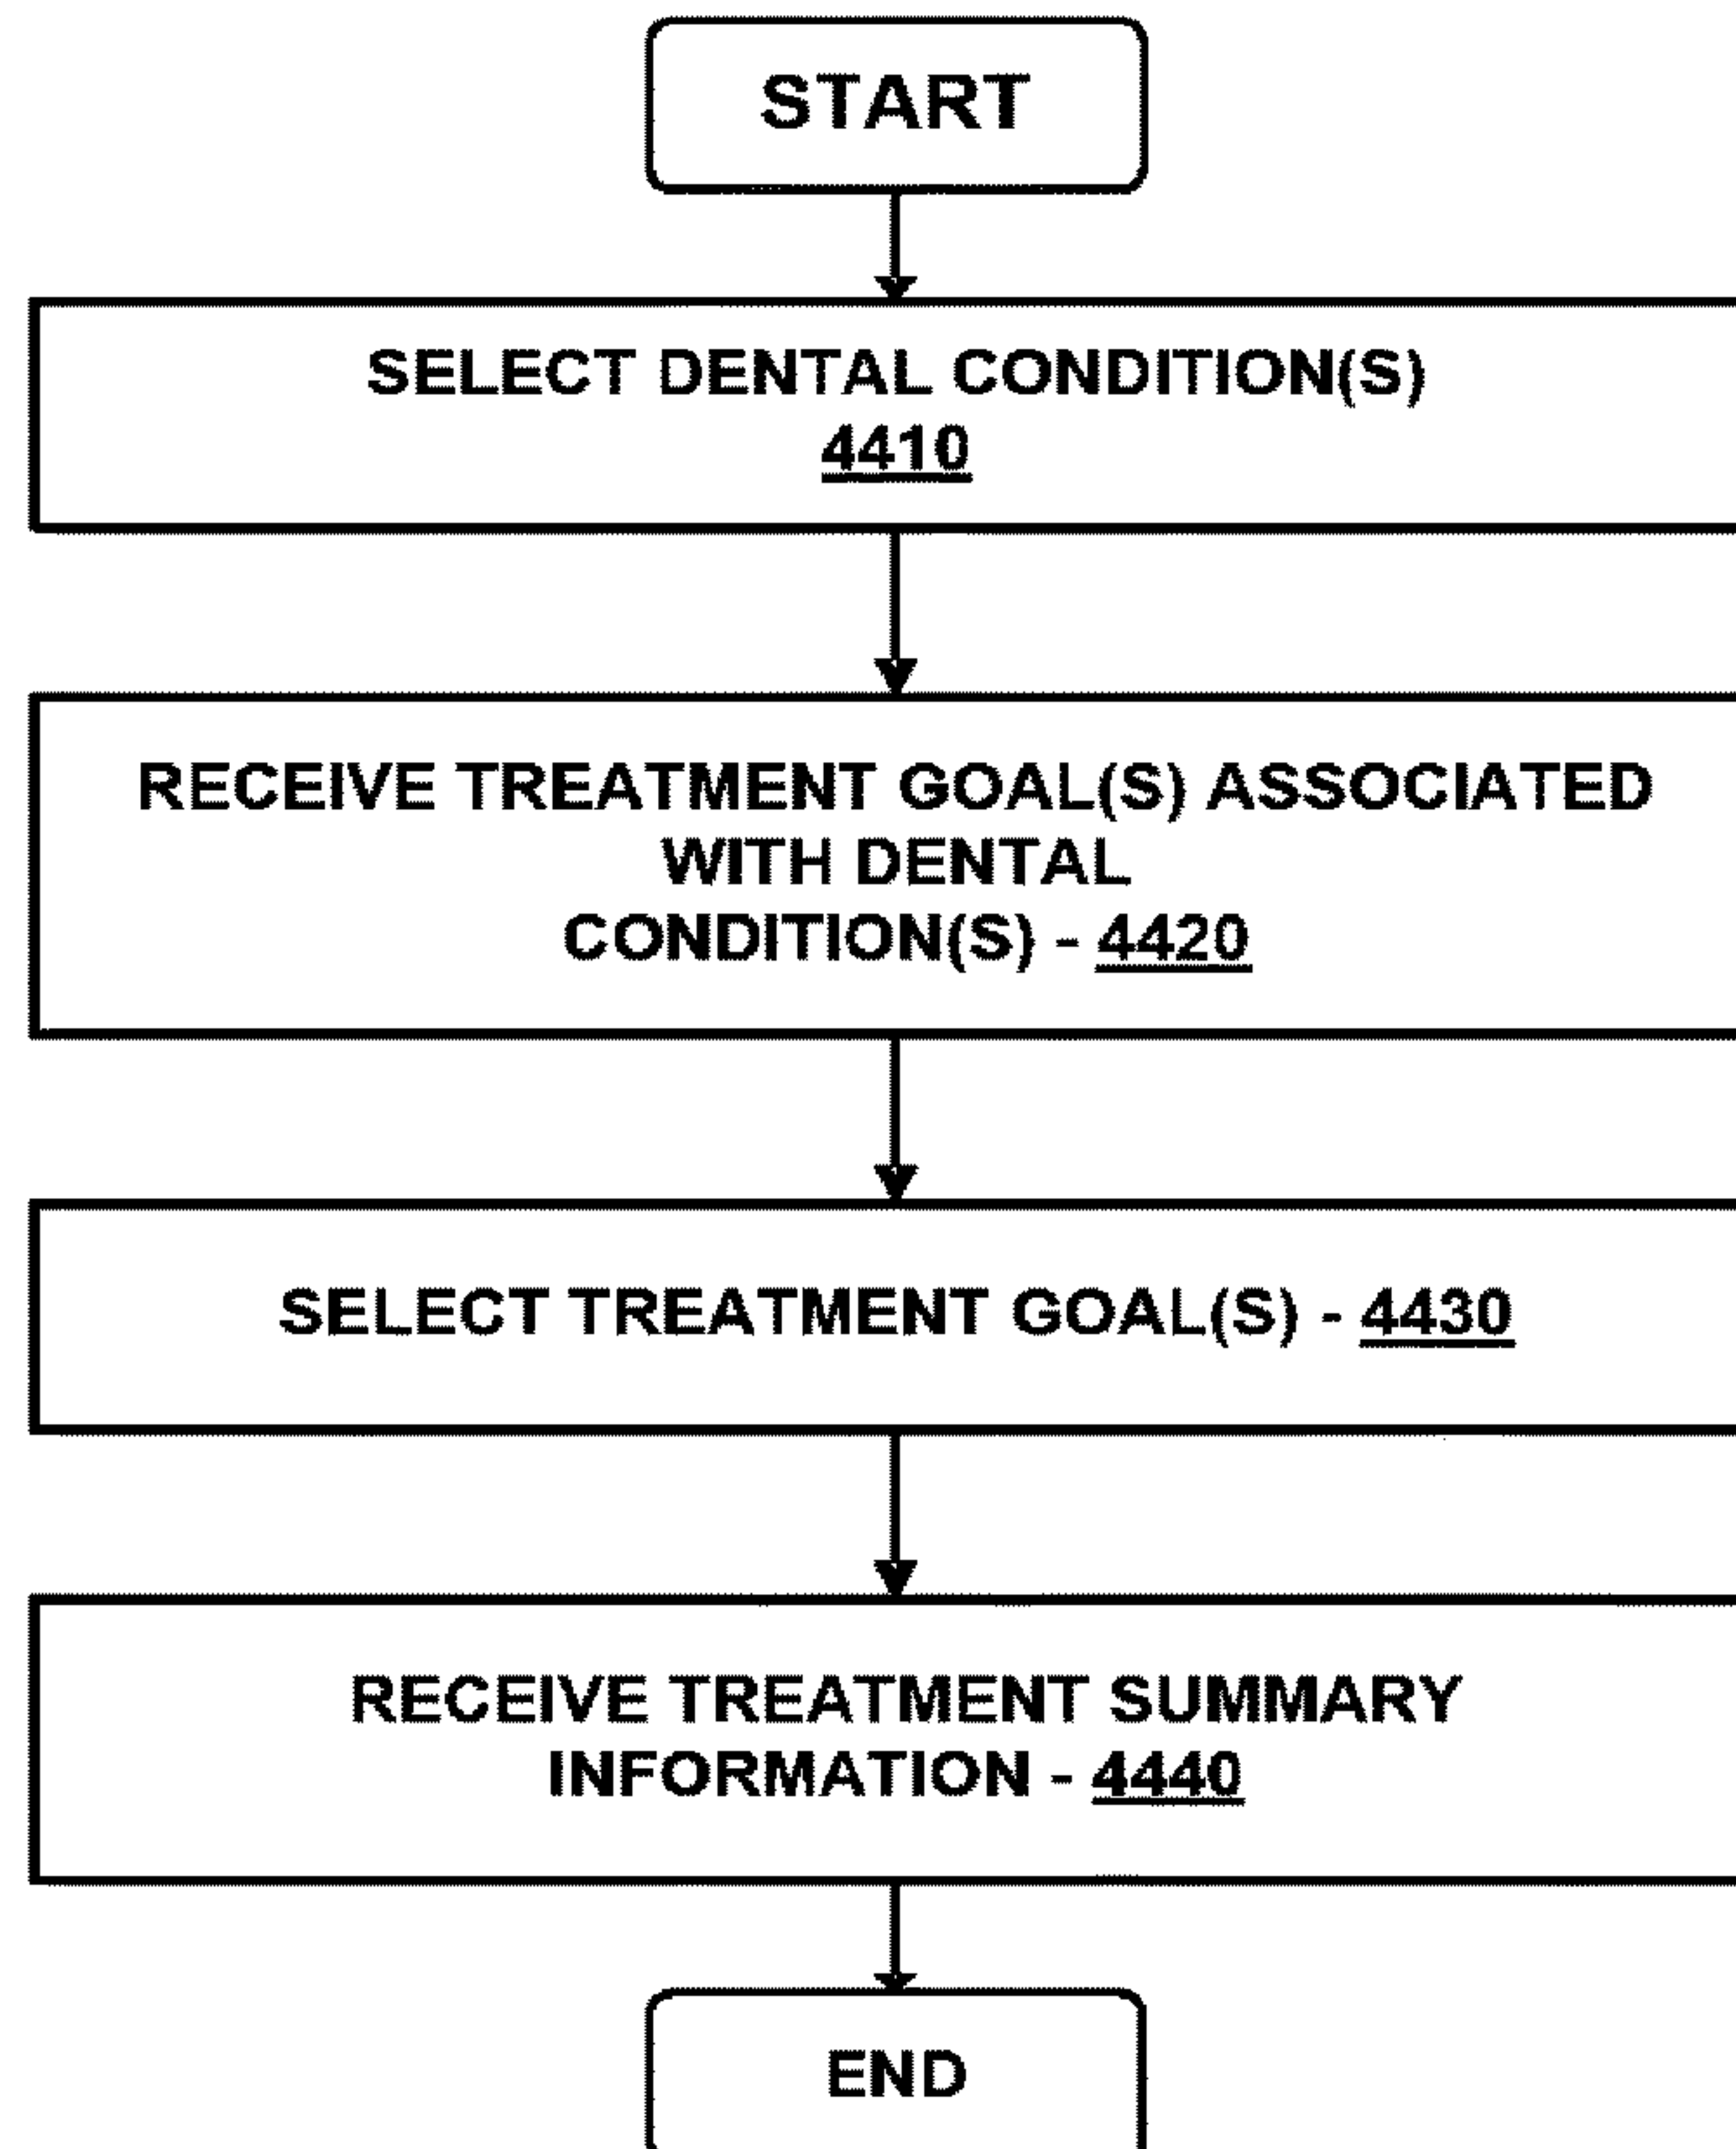 START
SELECT DENTAL CONDITION(S)
4410
RECEIVE TREATMENT GOAL(S) ASSOCIATED
WITH DENTAL
CONDITION(S) - 4420
SELECT TREATMENT GOAL(S) - 4430
RECEIVE TREATMENT SUMMARY
INFORMATION - 4440
END